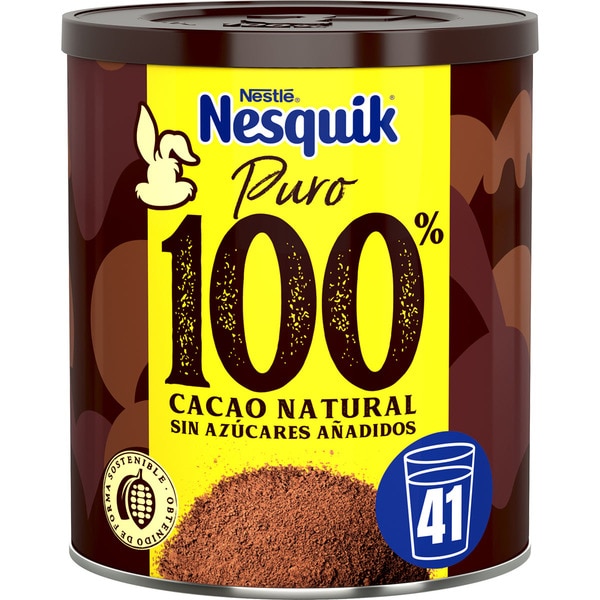 Nestlé®
Nesquik®
Puro
100%
CACAO NATURAL
SIN AZÚCARES AÑADIDOS
OBTENIDO DE FORMA SOSTENIBLE
41